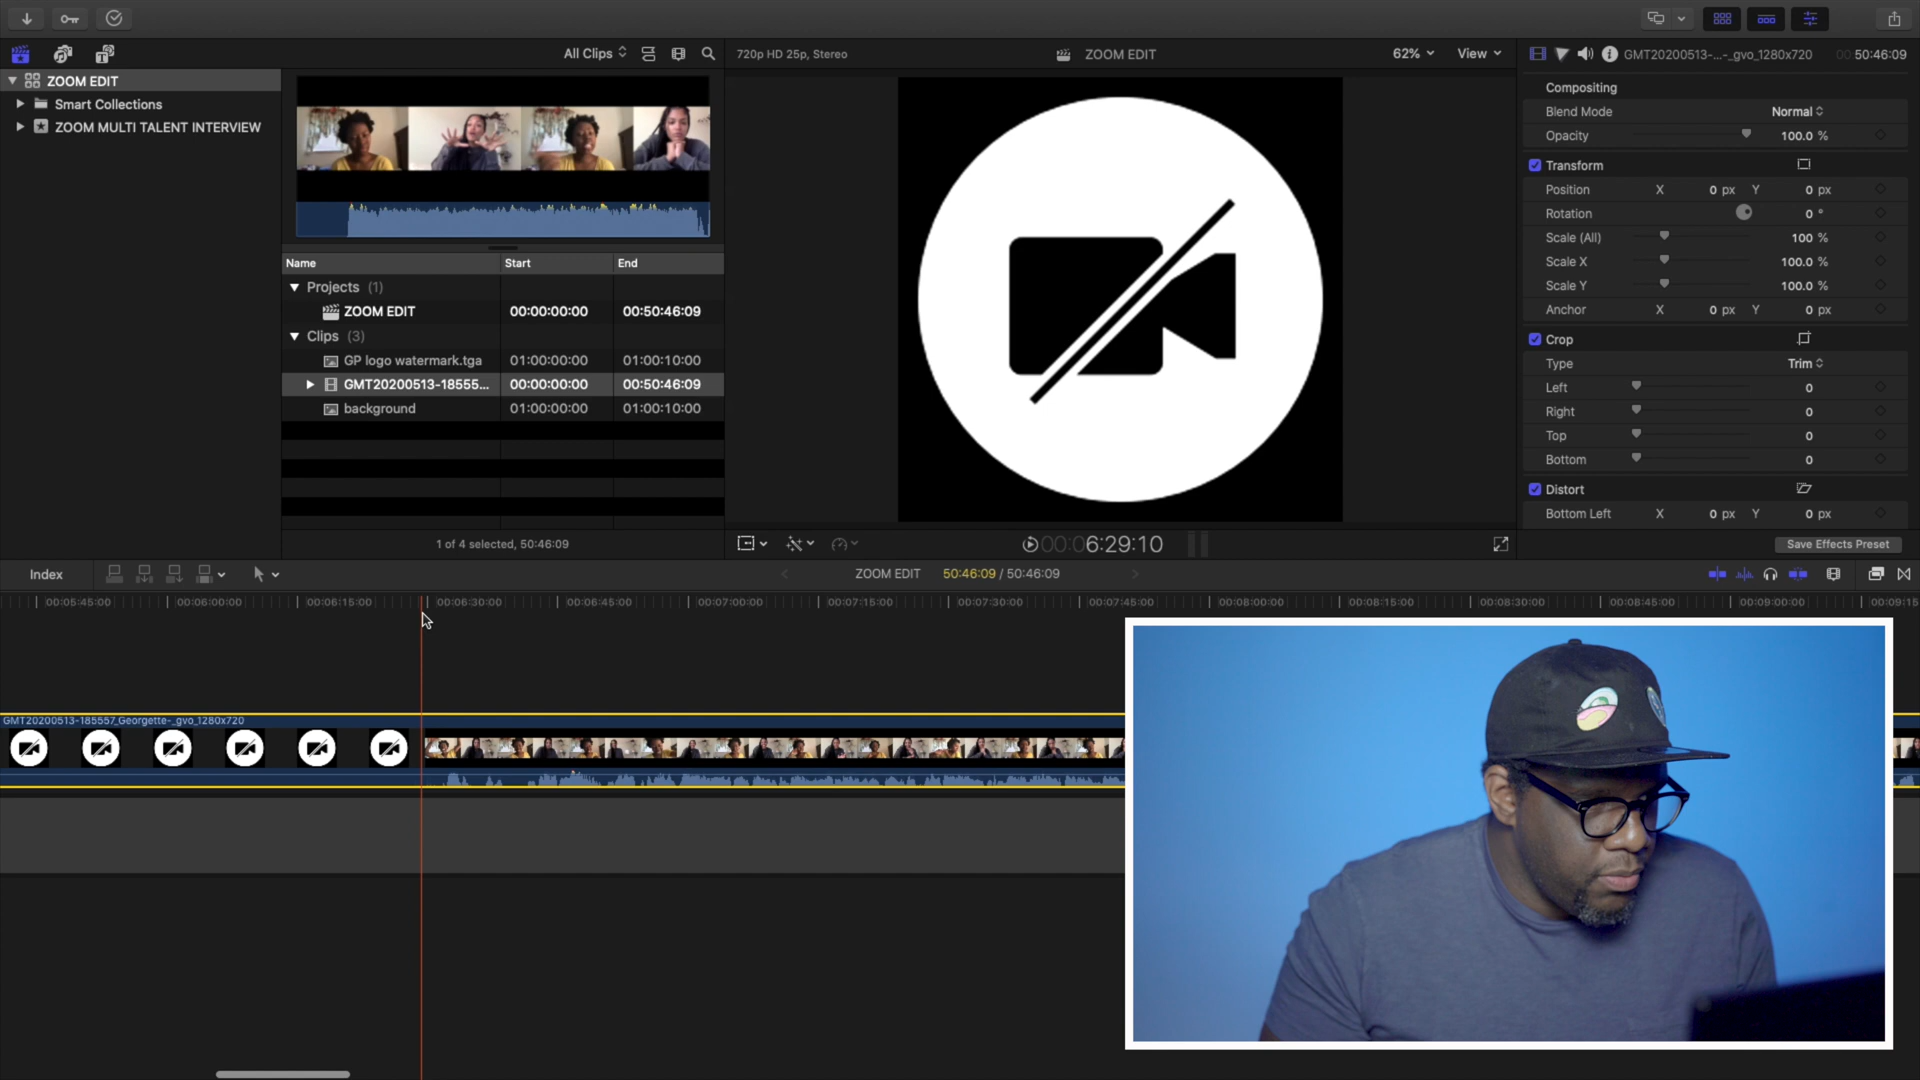 All Clips
720p HD 25p, Stereo
ZOOM EDIT
62%
View
GMT20200513-...-_gvo_1280x720
00:50:46:09
ZOOM EDIT
Smart Collections
ZOOM MULTI TALENT INTERVIEW
Name Start End
Projects (1)
ZOOM EDIT 00:00:00:00 00:50:46:09
Clips (3)
GP logo watermark.tga 01:00:00:00 01:00:10:00
GMT20200513-18555... 00:00:00:00 00:50:46:09
background 01:00:00:00 01:00:10:00
1 of 4 selected, 50:46:09
00:06:29:10
Compositing
Blend Mode Normal
Opacity 100.0 %
Transform
Position X 0 px Y 0 px
Rotation 0 °
Scale (All) 100 %
Scale X 100.0 %
Scale Y 100.0 %
Anchor X 0 px Y 0 px
Crop
Type Trim
Left 0
Right 0
Top 0
Bottom 0
Distort
Bottom Left X 0 px Y 0 px
Save Effects Preset
Index
ZOOM EDIT 50:46:09 / 50:46:09
00:05:45:00 00:06:00:00 00:06:15:00 00:06:30:00 00:06:45:00 00:07:00:00 00:07:15:00 00:07:30:00 00:07:45:00 00:08:00:00 00:08:15:00 00:08:30:00 00:08:45:00 00:09:00:00 00:09:15
GMT20200513-185557_Georgette-_gvo_1280x720